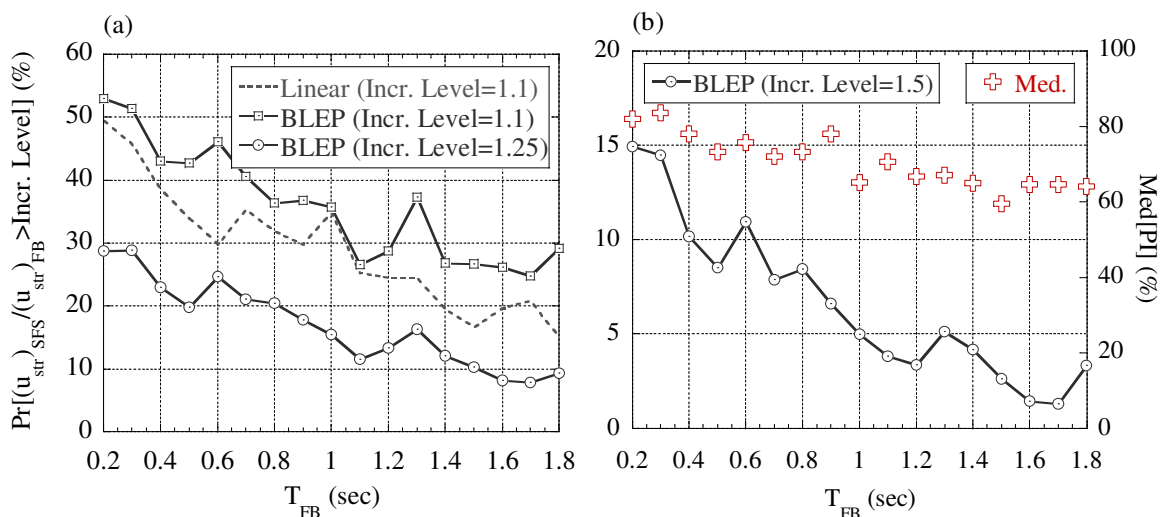 (a)
Pr[(u_str)_SFS/(u_str)_FB >Incr. Level] (%)
60
50
40
30
20
10
0
Linear (Incr. Level=1.1)
BLEP (Incr. Level=1.1)
BLEP (Incr. Level=1.25)
0.2 0.4 0.6 0.8 1 1.2 1.4 1.6 1.8
T_FB (sec)
(b)
20
15
10
5
0
BLEP (Incr. Level=1.5)
Med.
100
80
60
40
20
0
Med[PI] (%)
0.2 0.4 0.6 0.8 1 1.2 1.4 1.6 1.8
T_FB (sec)